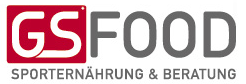 GSFOOD
SPORTERNÄHRUNG & BERATUNG